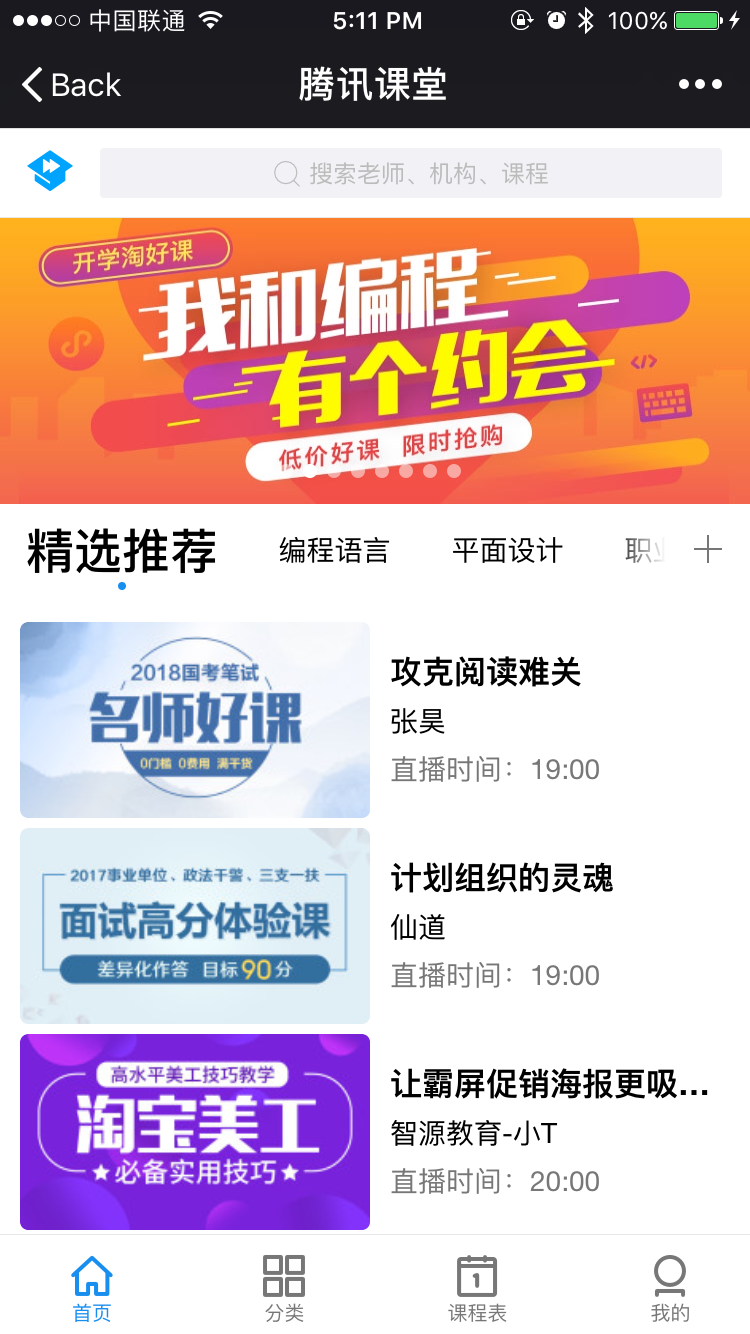 中国联通
5:11 PM
100%
Back
腾讯课堂
搜索老师、机构、课程
开学淘好课
我和编程
有个约会
低价好课 限时抢购
精选推荐
编程语言
平面设计
职
2018国考笔试
名师好课
0门槛 0费用 满干货
攻克阅读难关
张昊
直播时间：19:00
2017事业单位、政法干警、三支一扶
面试高分体验课
差异化作答 目标90分
计划组织的灵魂
仙道
直播时间：19:00
高水平美工技巧教学
淘宝美工
★必备实用技巧★
让霸屏促销海报更吸...
智源教育-小T
直播时间：20:00
首页
分类
1
课程表
我的